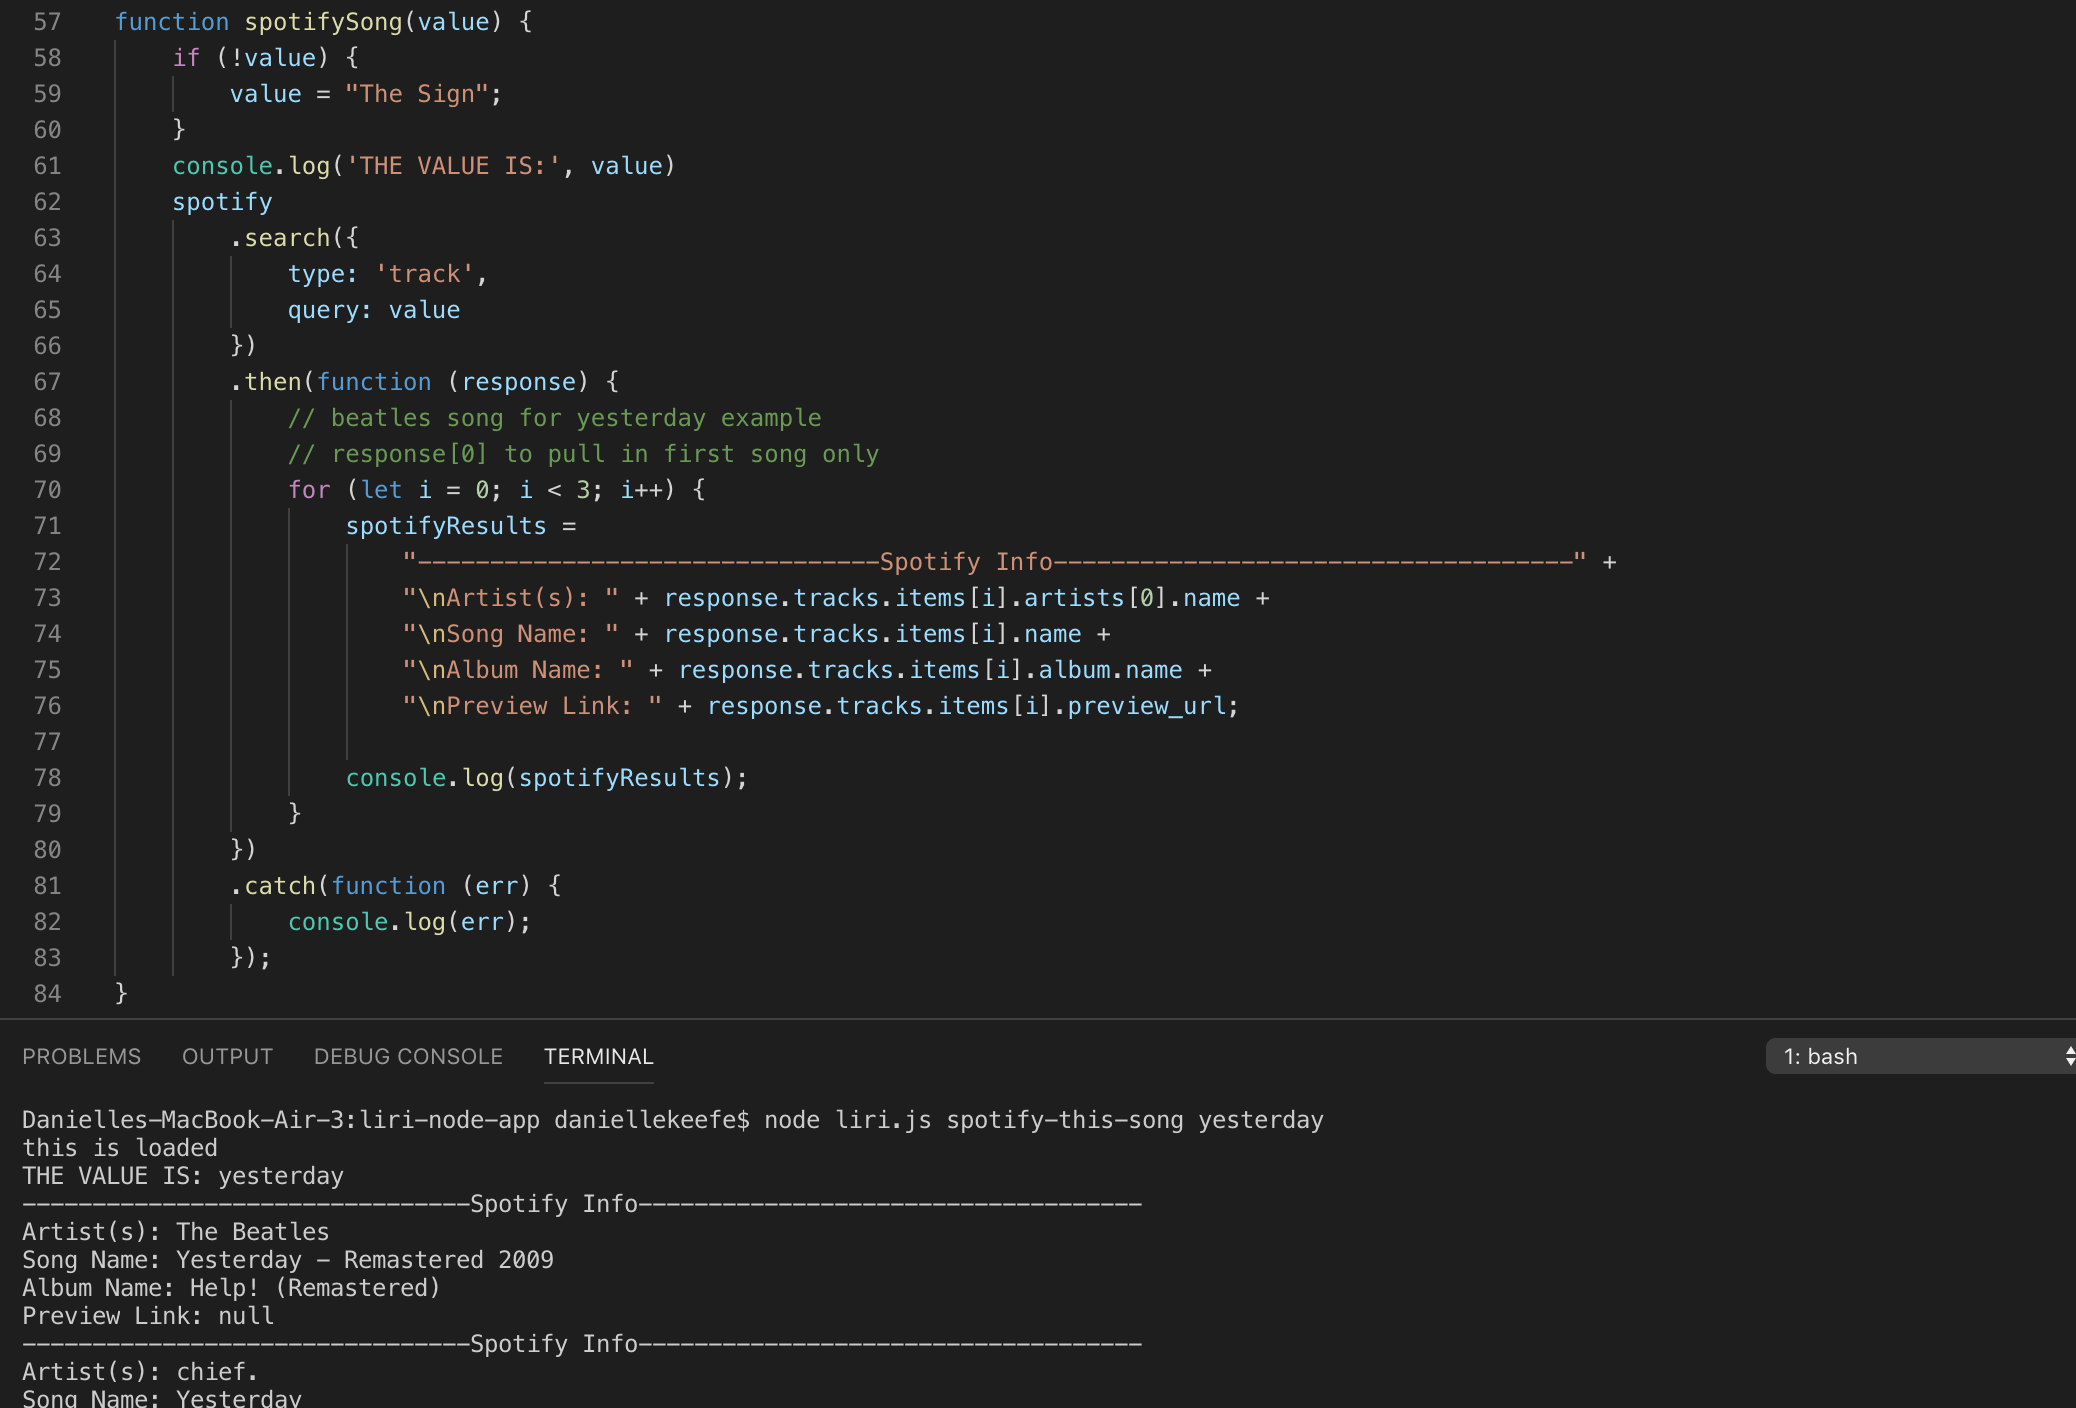 57 function spotifySong(value) {
58 if (!value) {
59 value = "The Sign";
60 }
61 console.log('THE VALUE IS:', value)
62 spotify
63 .search({
64 type: 'track',
65 query: value
66 })
67 .then(function (response) {
68 // beatles song for yesterday example
69 // response[0] to pull in first song only
70 for (let i = 0; i < 3; i++) {
71 spotifyResults =
72 "--------------------------------Spotify Info------------------------------------" +
73 "\nArtist(s): " + response.tracks.items[i].artists[0].name +
74 "\nSong Name: " + response.tracks.items[i].name +
75 "\nAlbum Name: " + response.tracks.items[i].album.name +
76 "\nPreview Link: " + response.tracks.items[i].preview_url;
77
78 console.log(spotifyResults);
79 }
80 })
81 .catch(function (err) {
82 console.log(err);
83 });
84 }
PROBLEMS OUTPUT DEBUG CONSOLE TERMINAL 1: bash
Danielles-MacBook-Air-3:liri-node-app daniellekeefe$ node liri.js spotify-this-song yesterday
this is loaded
THE VALUE IS: yesterday
--------------------------------Spotify Info------------------------------------
Artist(s): The Beatles
Song Name: Yesterday - Remastered 2009
Album Name: Help! (Remastered)
Preview Link: null
--------------------------------Spotify Info------------------------------------
Artist(s): chief.
Song Name: Yesterday